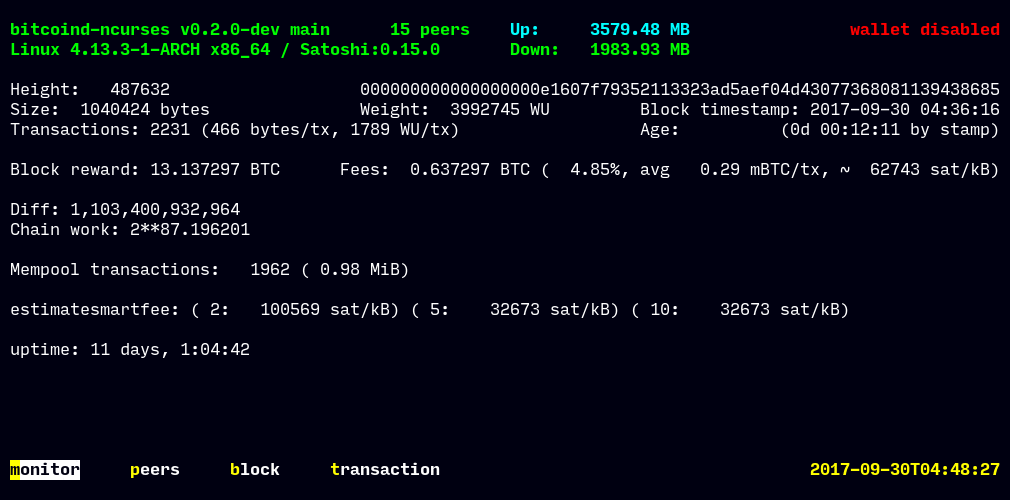 bitcoind-ncurses v0.2.0-dev main      15 peers    Up:     3579.48 MB                wallet disabled
Linux 4.13.3-1-ARCH x86_64 / Satoshi:0.15.0       Down:   1983.93 MB
Height:   487632                   0000000000000000000e1607f79352113323ad5aef04d43077368081139438685
Size:  1040424 bytes               Weight:  3992745 WU         Block timestamp: 2017-09-30 04:36:16
Transactions: 2231 (466 bytes/tx, 1789 WU/tx)                  Age:          (0d 00:12:11 by stamp)
Block reward: 13.137297 BTC      Fees:  0.637297 BTC (  4.85%, avg   0.29 mBTC/tx, ~  62743 sat/kB)
Diff: 1,103,400,932,964
Chain work: 2**87.196201
Mempool transactions:   1962 ( 0.98 MiB)
estimatesmartfee: ( 2:   100569 sat/kB) ( 5:    32673 sat/kB) ( 10:    32673 sat/kB)
uptime: 11 days, 1:04:42
monitor     peers     block     transaction                                     2017-09-30T04:48:27